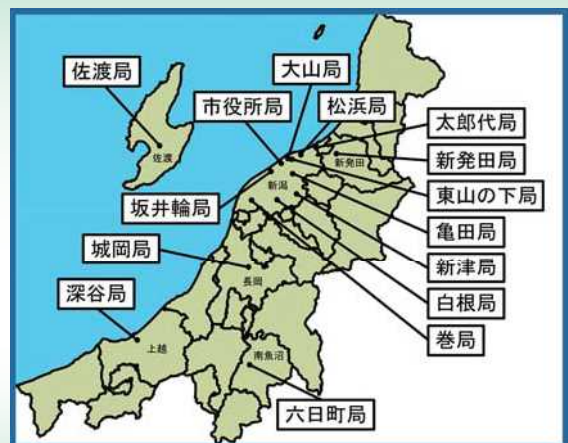 大山局
佐渡局
市役所局
松浜局
太郎代局
新発田局
東山の下局
亀田局
新津局
白根局
巻局
坂井輪局
城岡局
深谷局
六日町局
佐渡
新発田
新潟
長岡
上越
南魚沼